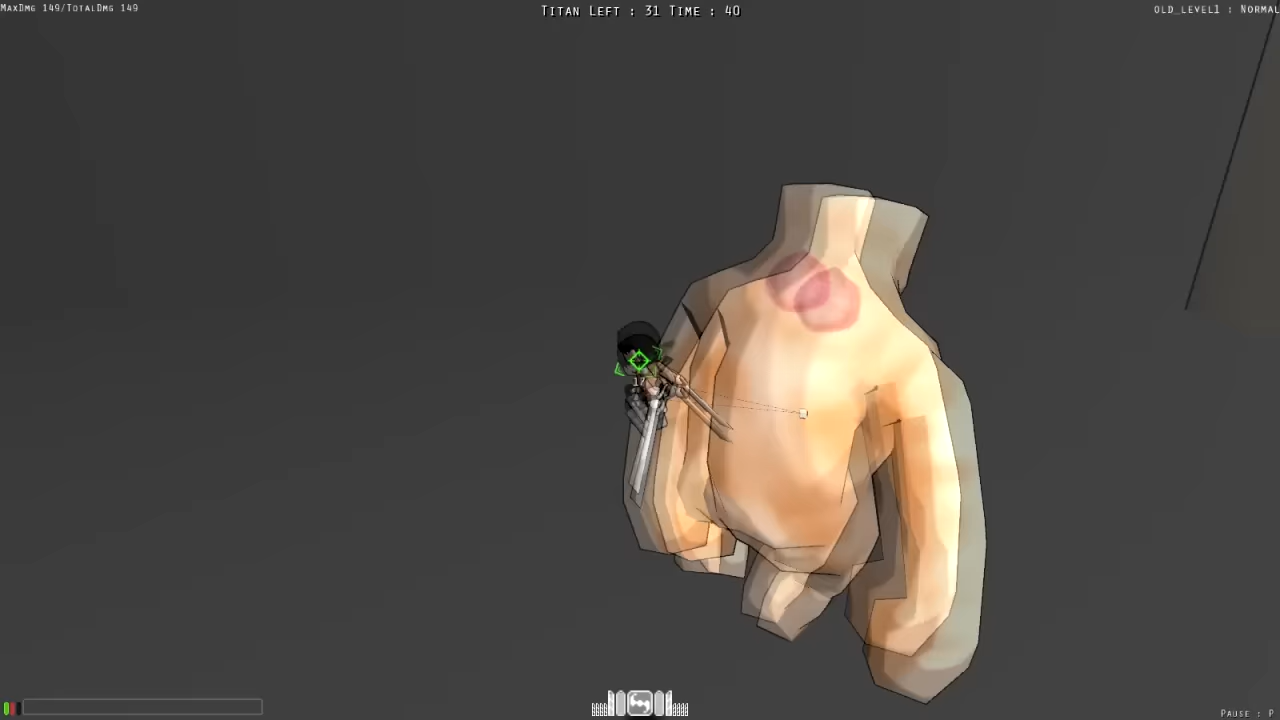 MaxDmg 149/TotalDmg 149
Titan Left : 31 Time : 40
OLD_LEVEL1 : Normal
Pause : P